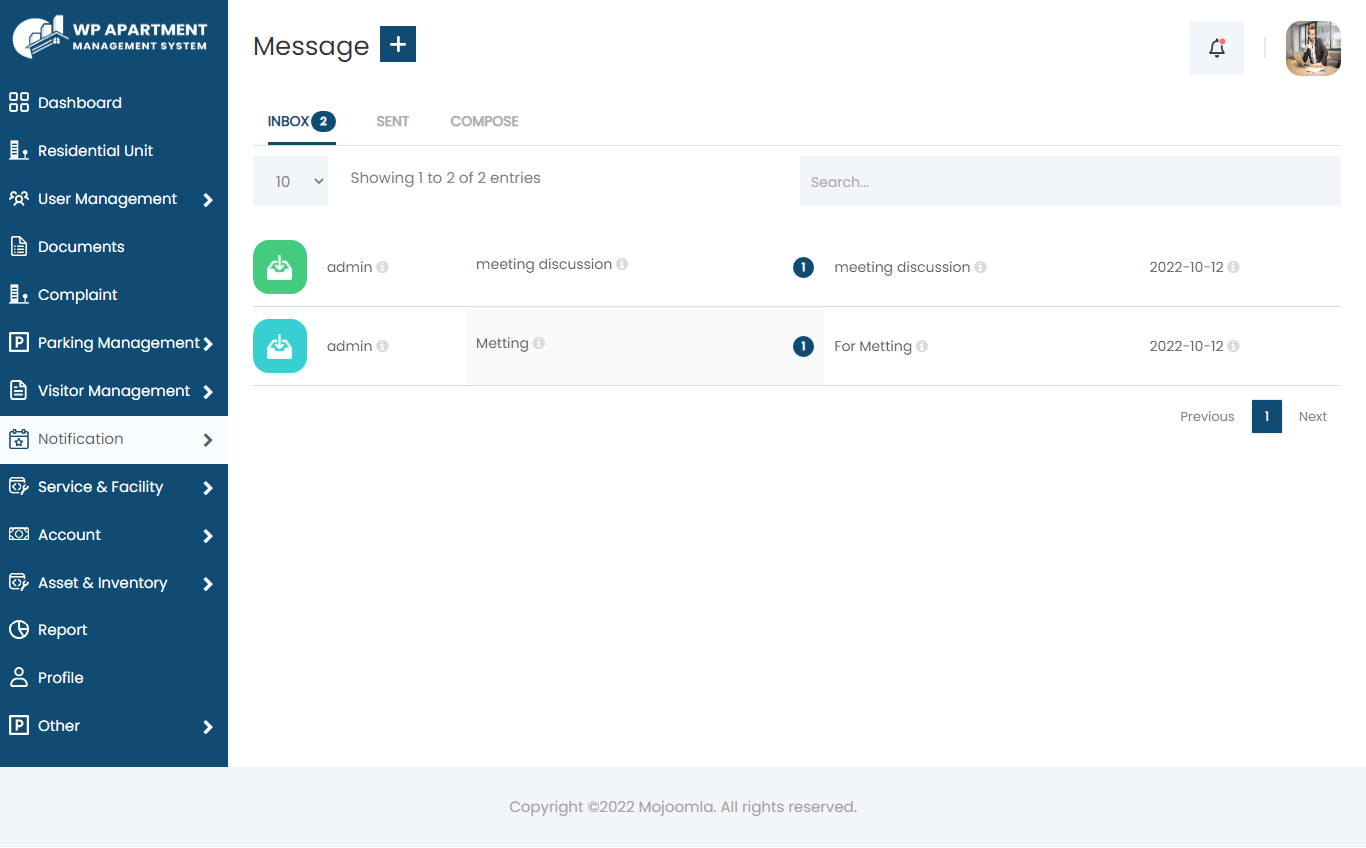 WP APARTMENT
MANAGEMENT SYSTEM
Dashboard
Residential Unit
User Management
Documents
Complaint
Parking Management
Visitor Management
Notification
Service & Facility
Account
Asset & Inventory
Report
Profile
Other
Message +
INBOX 2 SENT COMPOSE
10 Showing 1 to 2 of 2 entries Search...
admin meeting discussion 1 meeting discussion 2022-10-12
admin Metting 1 For Metting 2022-10-12
Previous 1 Next
Copyright ©2022 Mojoomla. All rights reserved.